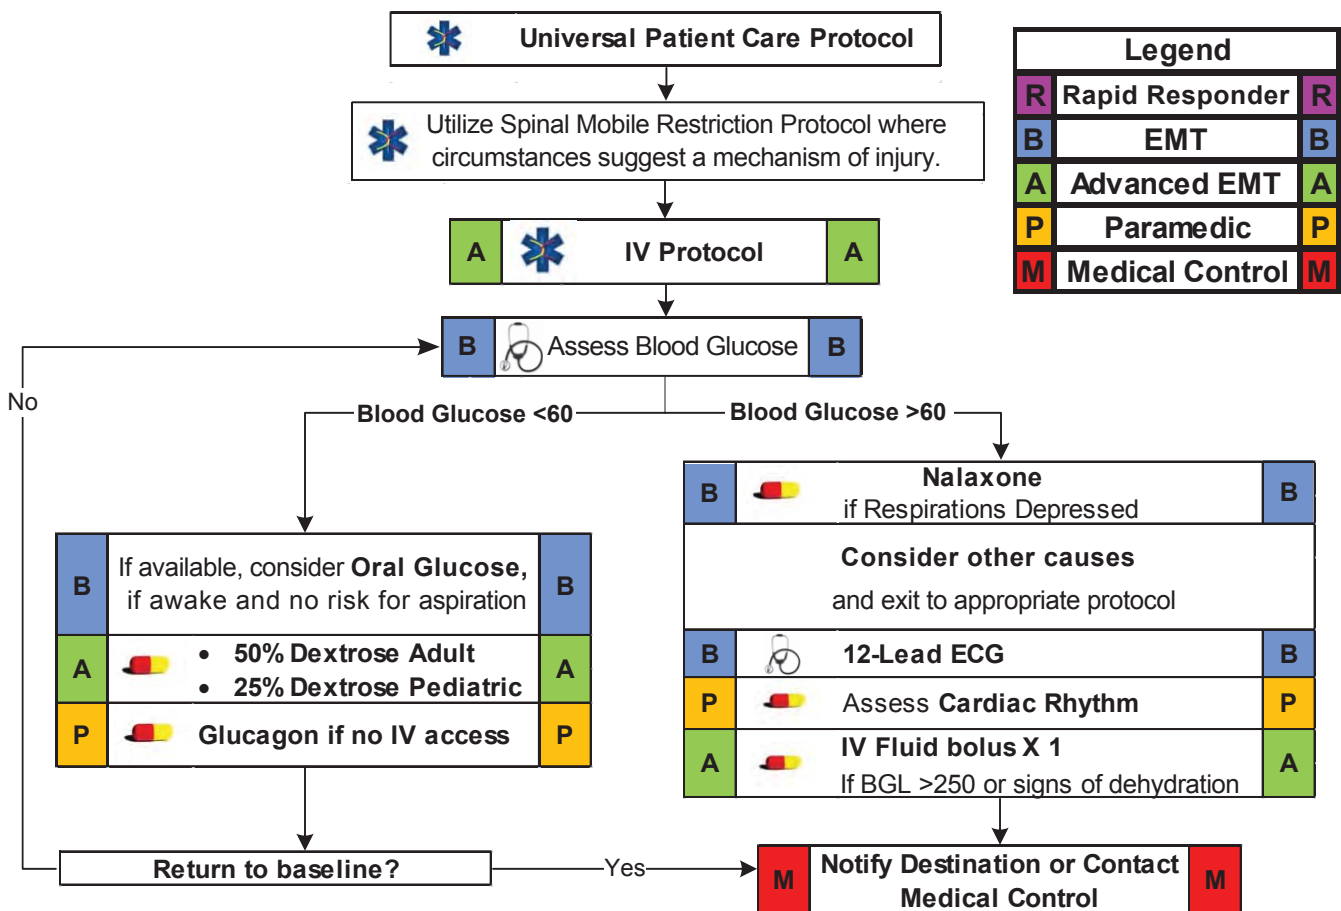 Universal Patient Care Protocol
Legend
R Rapid Responder R
B EMT B
A Advanced EMT A
P Paramedic P
M Medical Control M
Utilize Spinal Mobile Restriction Protocol where
circumstances suggest a mechanism of injury.
A IV Protocol A
B Assess Blood Glucose B
No
Blood Glucose <60
Blood Glucose >60
B If available, consider Oral Glucose, B
if awake and no risk for aspiration
A • 50% Dextrose Adult A
• 25% Dextrose Pediatric
P Glucagon if no IV access P
B Nalaxone B
if Respirations Depressed
Consider other causes
and exit to appropriate protocol
B 12-Lead ECG B
P Assess Cardiac Rhythm P
A IV Fluid bolus X 1 A
If BGL >250 or signs of dehydration
Return to baseline?
Yes
M Notify Destination or Contact M
Medical Control